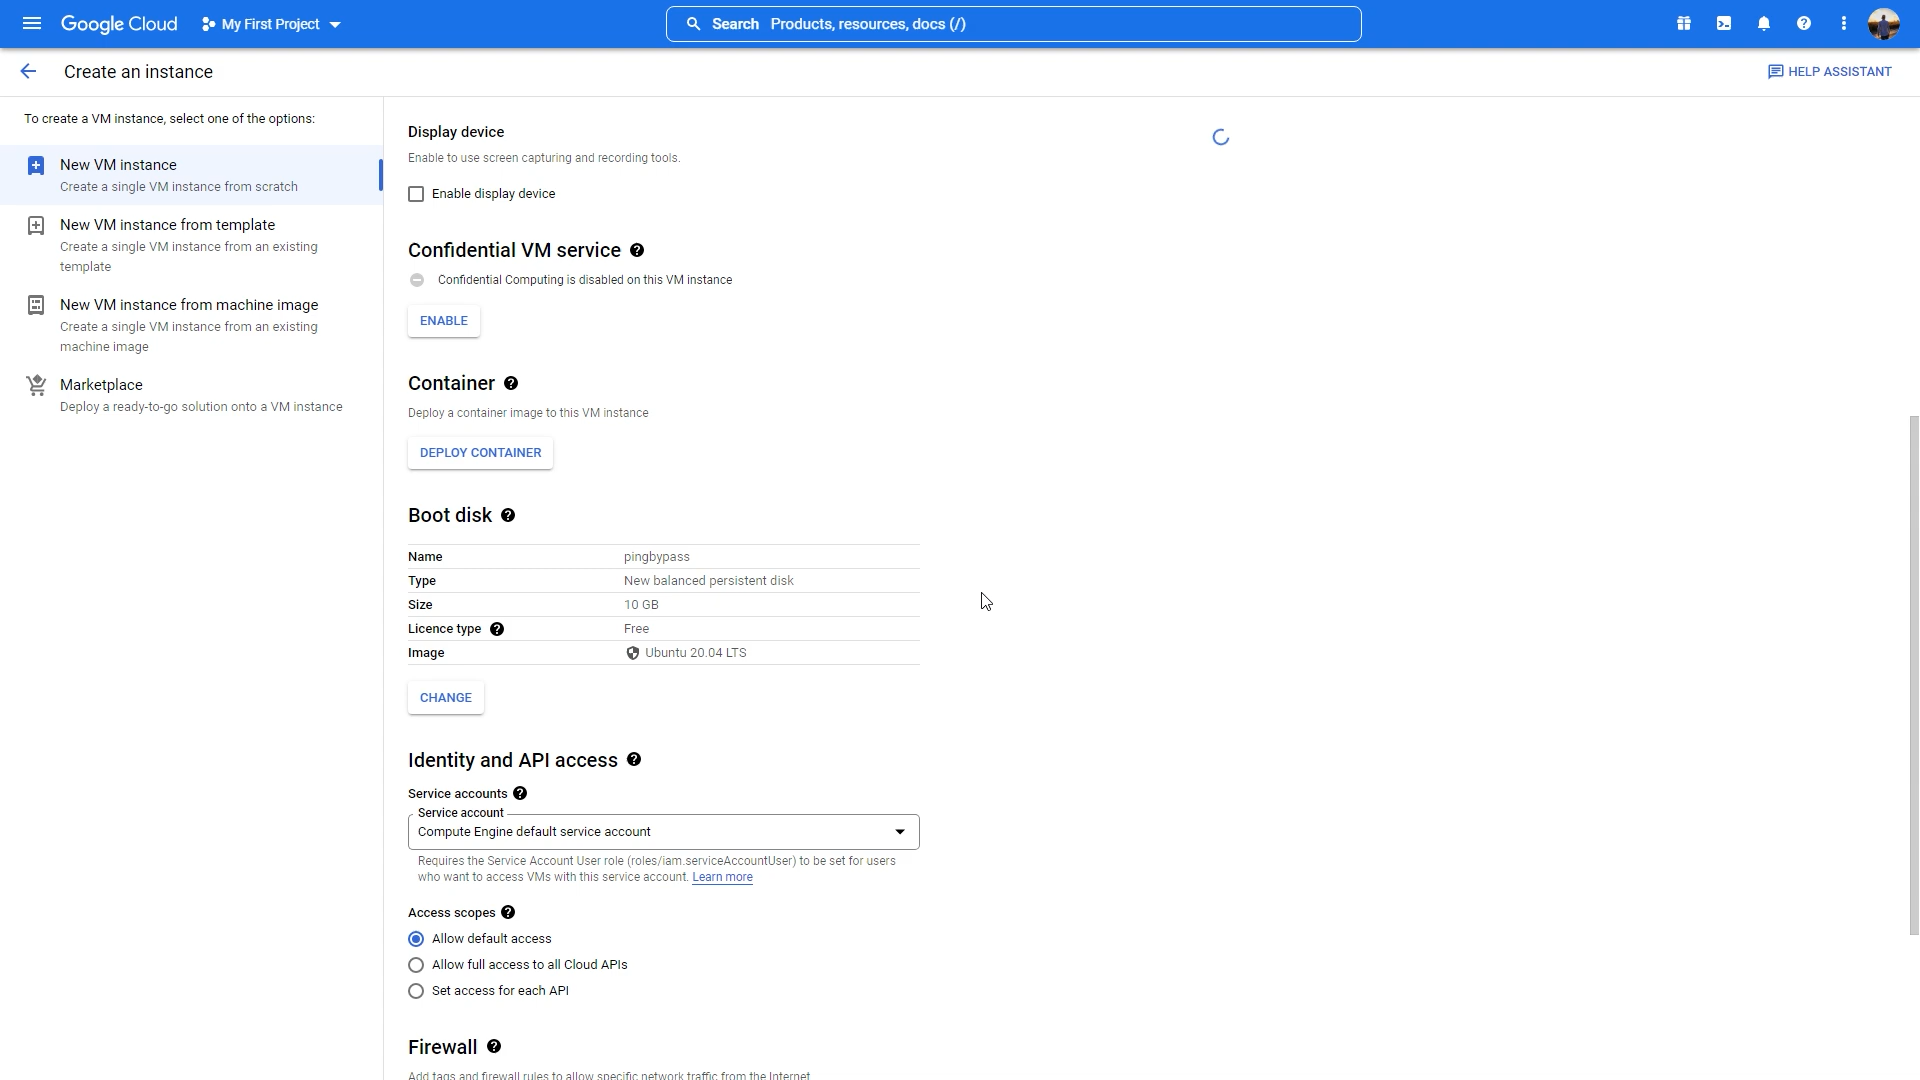 Google Cloud
My First Project
Search Products, resources, docs (/)
Create an instance
HELP ASSISTANT
To create a VM instance, select one of the options:
New VM instance
Create a single VM instance from scratch
New VM instance from template
Create a single VM instance from an existing
template
New VM instance from machine image
Create a single VM instance from an existing
machine image
Marketplace
Deploy a ready-to-go solution onto a VM instance
Display device
Enable to use screen capturing and recording tools.
Enable display device
Confidential VM service
Confidential Computing is disabled on this VM instance
ENABLE
Container
Deploy a container image to this VM instance
DEPLOY CONTAINER
Boot disk
Name pingbypass
Type New balanced persistent disk
Size 10 GB
Licence type Free
Image Ubuntu 20.04 LTS
CHANGE
Identity and API access
Service accounts
Service account
Compute Engine default service account
Requires the Service Account User role (roles/iam.serviceAccountUser) to be set for users
who want to access VMs with this service account. Learn more
Access scopes
Allow default access
Allow full access to all Cloud APIs
Set access for each API
Firewall
Add tags and firewall rules to allow specific network traffic from the Internet